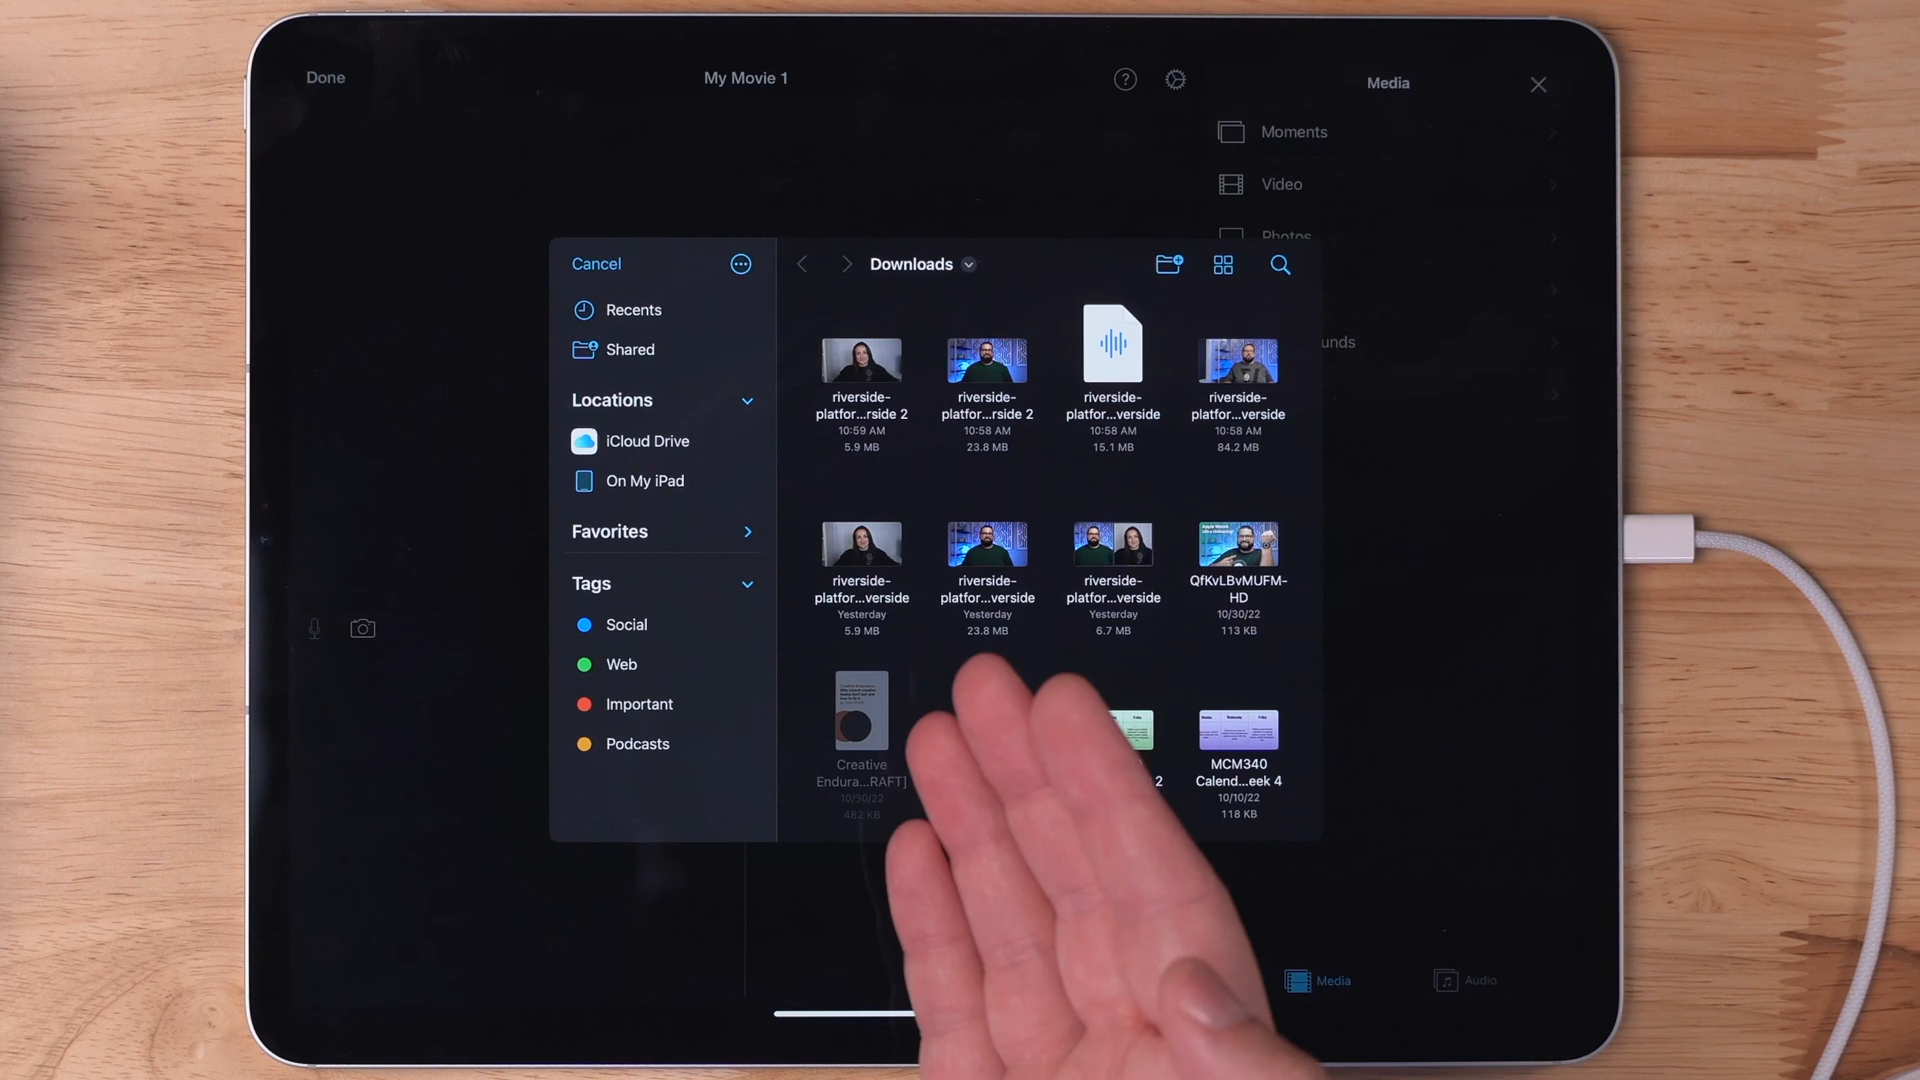 Done
My Movie 1
?
Media
Moments
Video
Photos
unds
Cancel
Recents
Shared
Locations
iCloud Drive
On My iPad
Favorites
Tags
Social
Web
Important
Podcasts
Downloads
riverside-
platfor...rside 2
10:59 AM
5.9 MB
riverside-
platfor...rside 2
10:58 AM
23.8 MB
riverside-
platfor...verside
10:58 AM
15.1 MB
riverside-
platfor...verside
10:58 AM
84.2 MB
riverside-
platfor...verside
Yesterday
5.9 MB
riverside-
platfor...verside
Yesterday
23.8 MB
riverside-
platfor...verside
Yesterday
6.7 MB
Apple Watch
Ultra Unboxing!
QfKvLBvMUFM-
HD
10/30/22
113 KB
Creative
Endura...RAFT]
10/30/22
482 KB
2
MCM340
Calend...eek 4
10/10/22
118 KB
Media
Audio